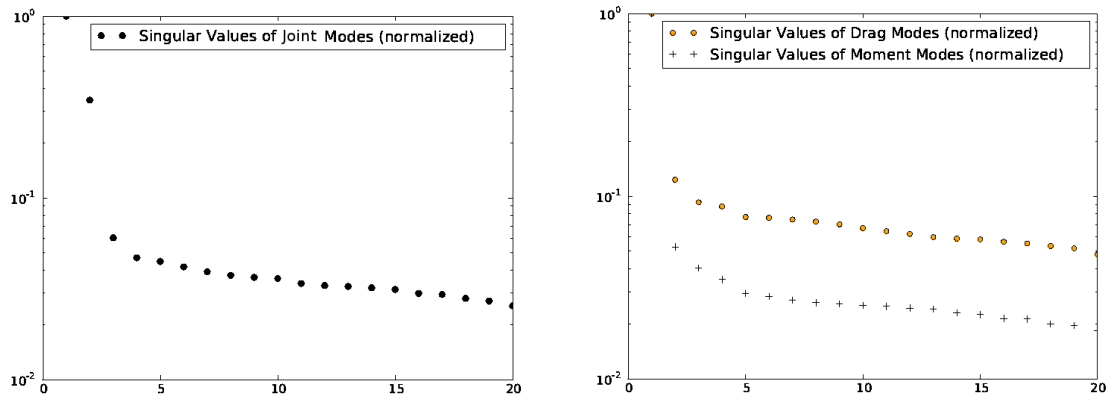 10^0
Singular Values of Joint Modes (normalized)
10^-1
10^-2
0 5 10 15 20
10^0
Singular Values of Drag Modes (normalized)
Singular Values of Moment Modes (normalized)
10^-1
10^-2
0 5 10 15 20